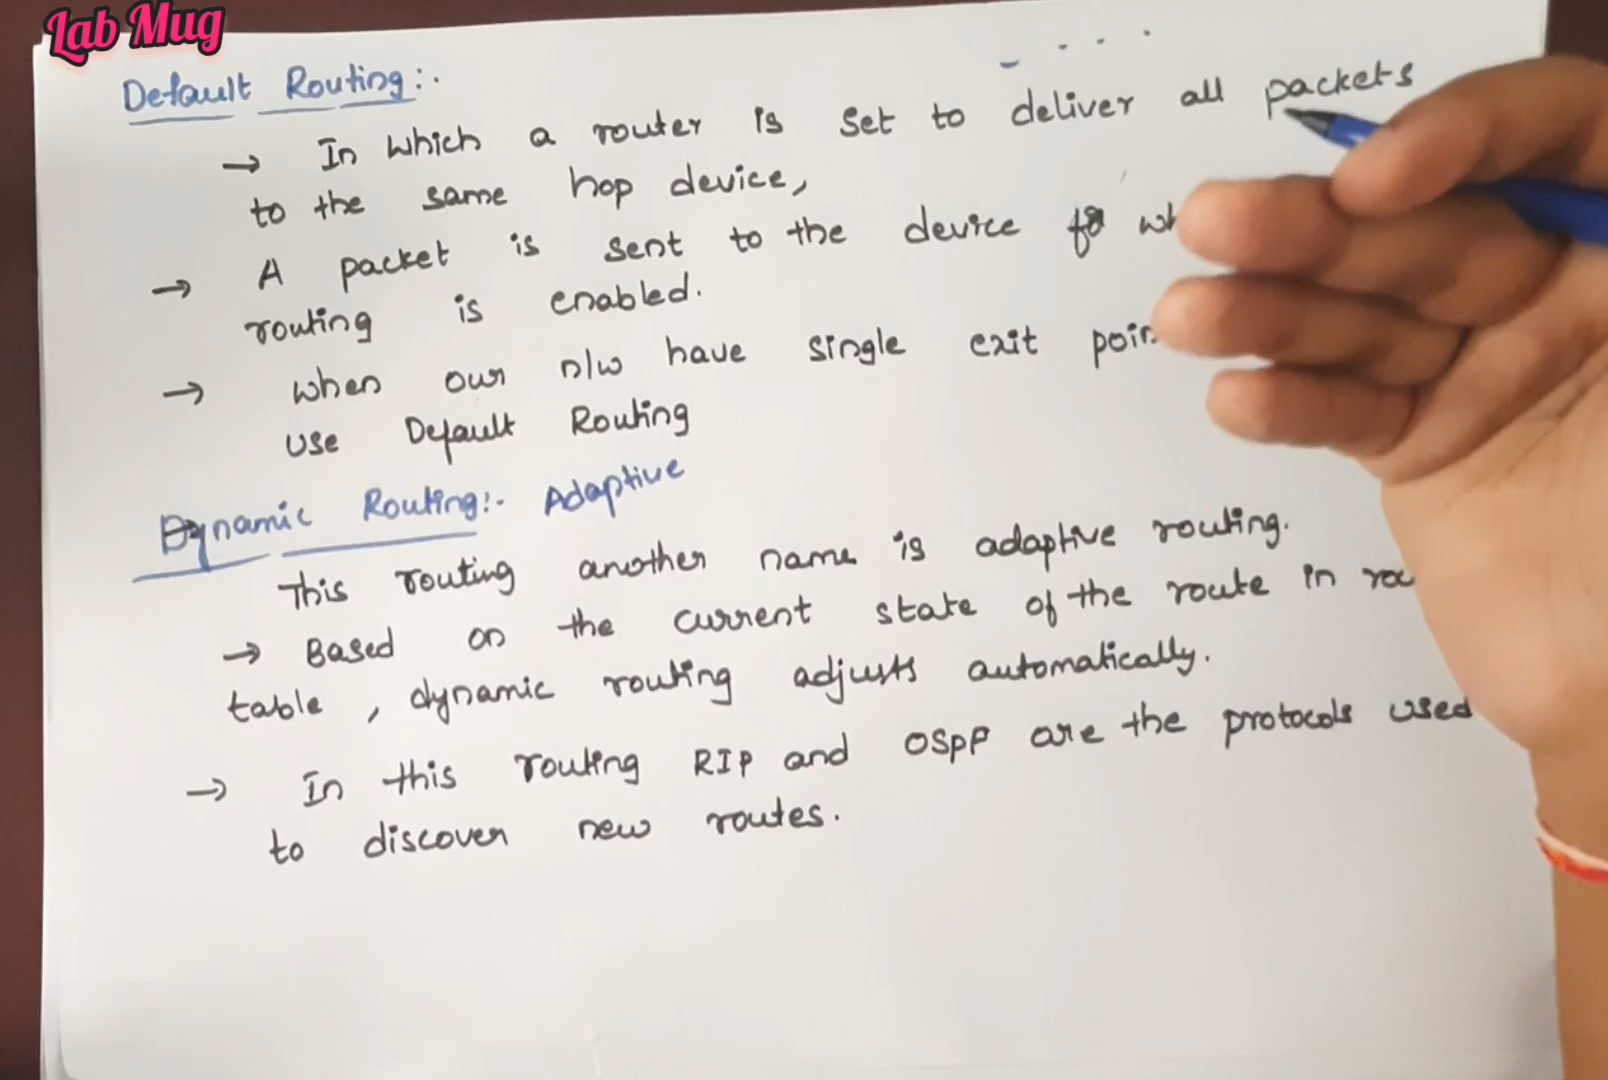 Lab Mug
Default Routing:-
→ In which a router is set to deliver all packets
to the same hop device,
→ A packet is sent to the device for
routing is enabled.
→ when our n/w have single exit
use Default Routing
Dynamic Routing:- Adaptive
This routing another name is adaptive routing.
→ Based on the current state of the route in
table, dynamic routing adjusts automatically.
→ In this routing RIP and OSPF are the protocols used
to discover new routes.